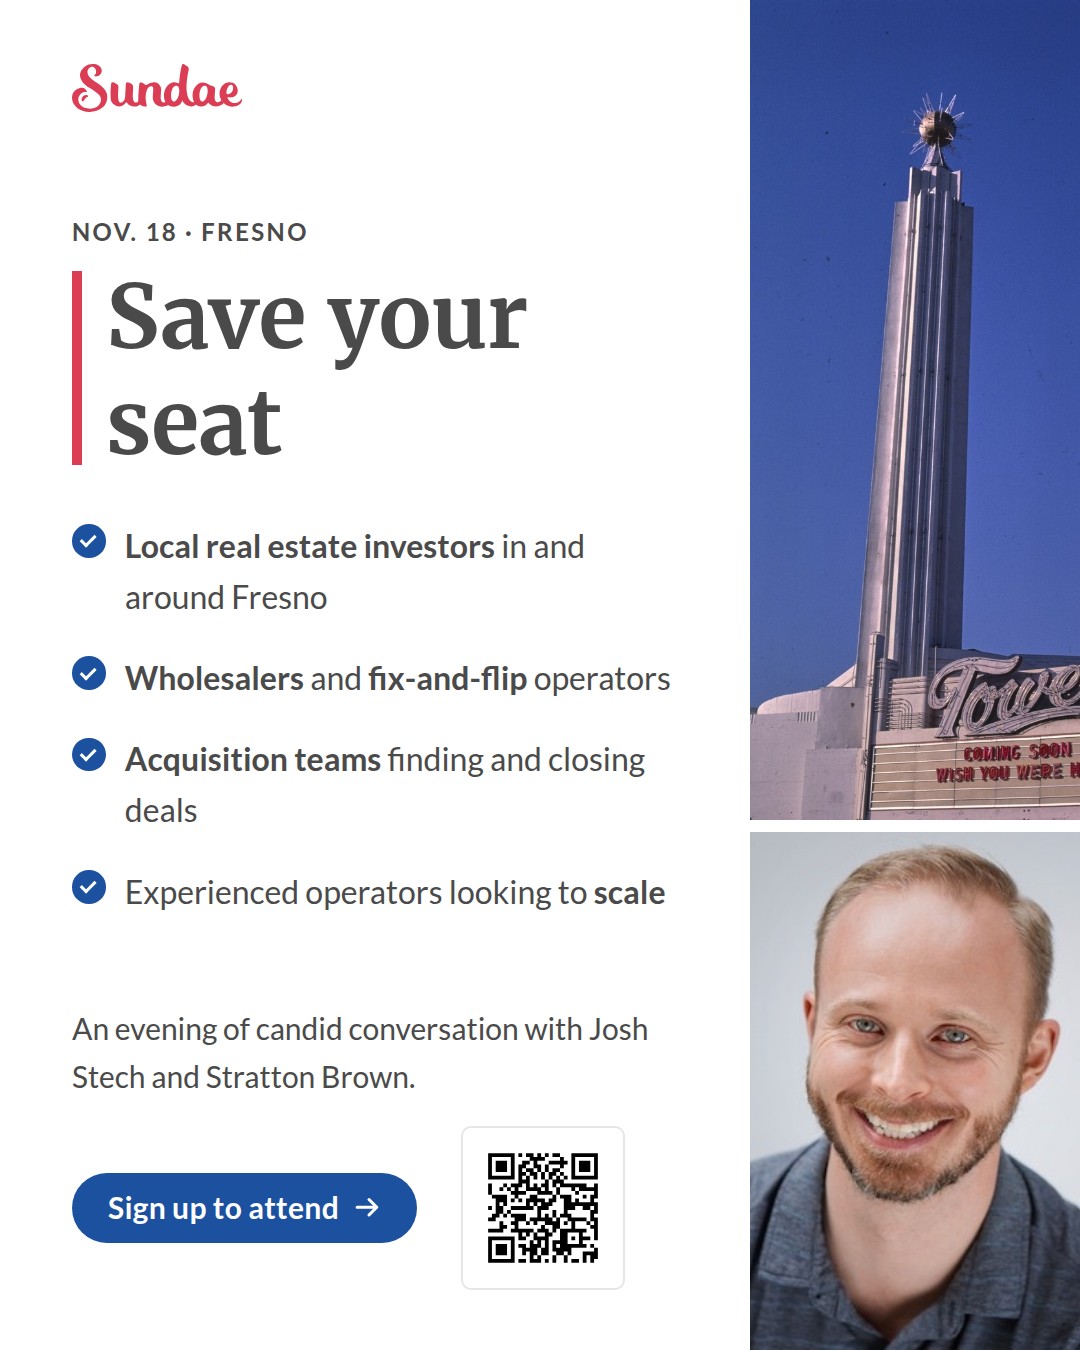 Sundae
NOV. 18 · FRESNO
Save your
seat
Local real estate investors in and
around Fresno
Wholesalers and fix-and-flip operators
Acquisition teams finding and closing
deals
Experienced operators looking to scale
An evening of candid conversation with Josh
Stech and Stratton Brown.
Sign up to attend →
Towe
COMING SOON
WISH YOU WERE